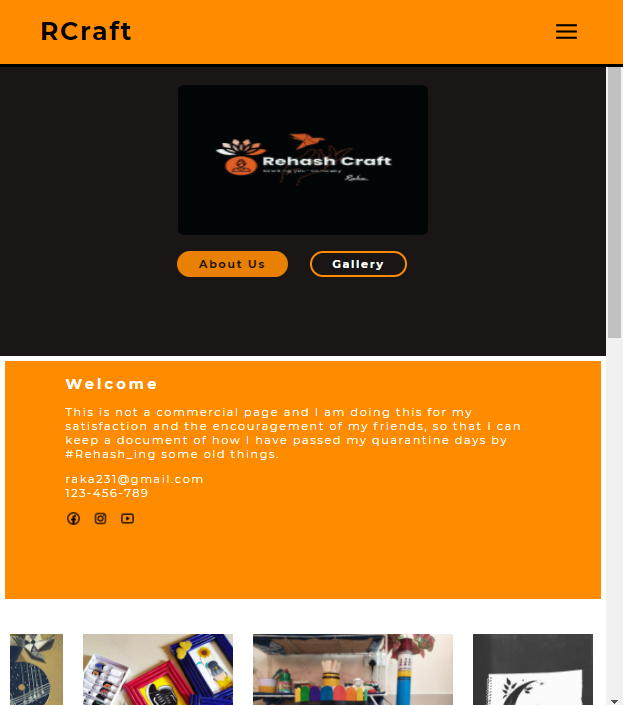 RCraft
Rehash Craft
About Us
Gallery
Welcome
This is not a commercial page and I am doing this for my
satisfaction and the encouragement of my friends, so that I can
keep a document of how I have passed my quarantine days by
#Rehash_ing some old things.
raka231@gmail.com
123-456-789